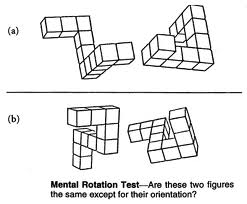 (a)
(b)
Mental Rotation Test—Are these two figures
the same except for their orientation?